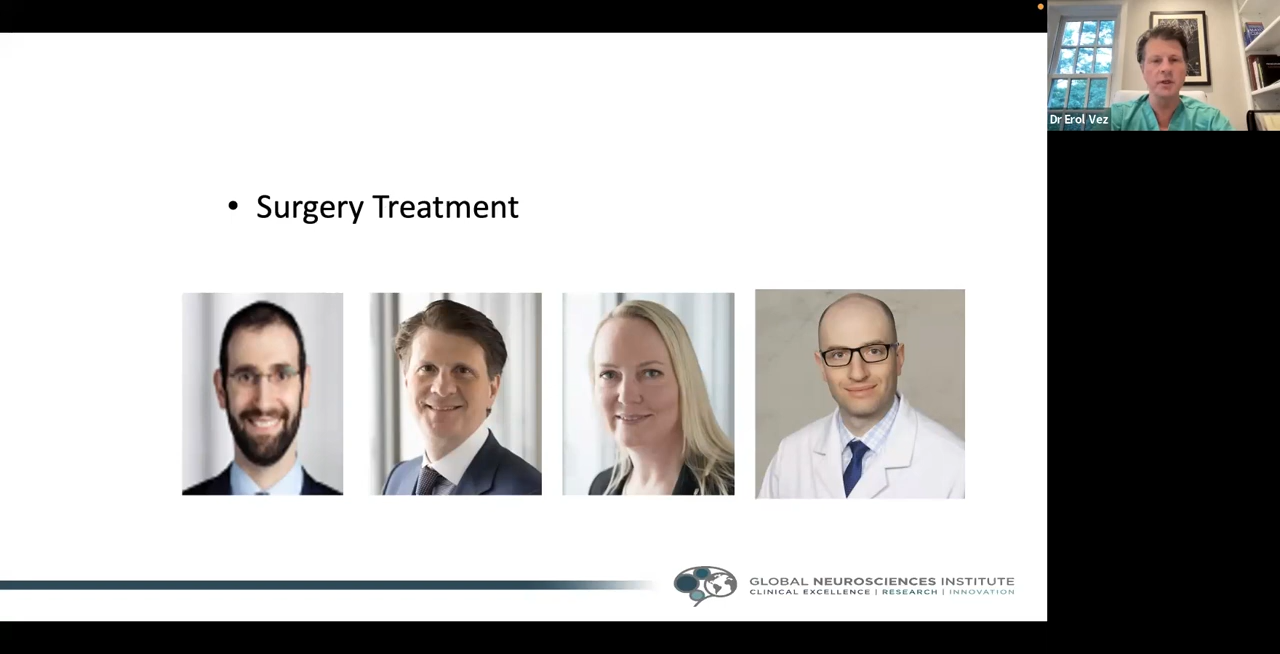 Dr Erol Vez
• Surgery Treatment
GLOBAL NEUROSCIENCES INSTITUTE
CLINICAL EXCELLENCE | RESEARCH | INNOVATION